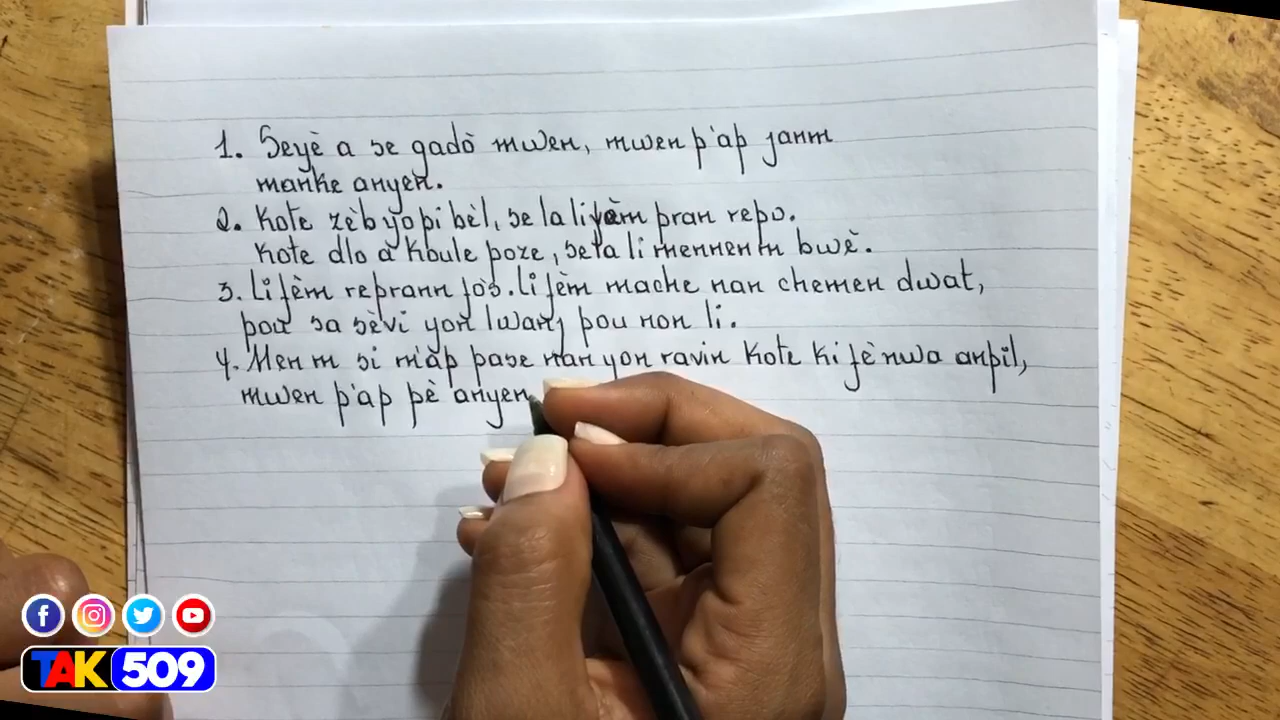 1. Seyè a se gadò mwen, mwen p'ap janm
manke anyen.
2. Kote zèb yo pi bèl, se la li fèm pran repo.
Kote dlo a koule poze, se la li mennen m bwè.
3. Li fèm reprann fòs. Li fèm mache nan chemen dwat,
pou sa sèvi yon lwanj pou non li.
4. Men m si m'ap pase nan yon ravin kote ki fè nwa anpil,
mwen p'ap pè anyen
TAK 509